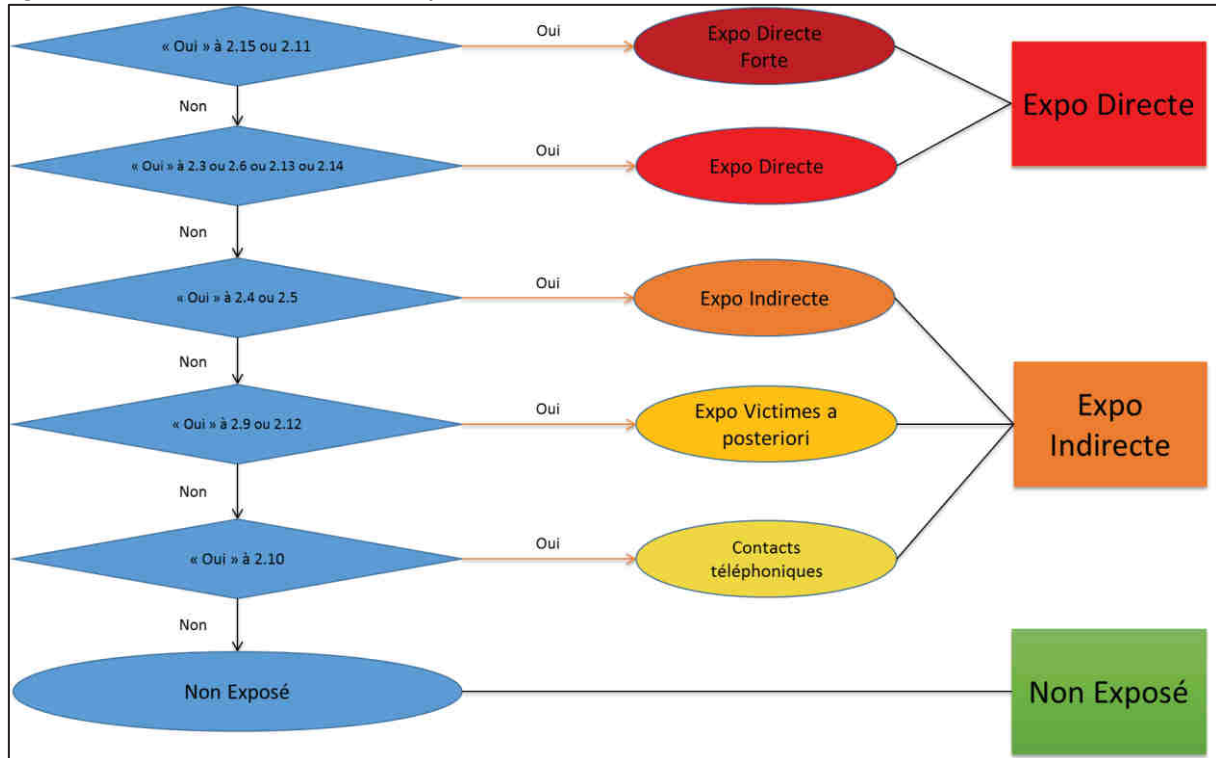 « Oui » à 2.15 ou 2.11
Oui
Expo Directe
Forte
Expo Directe
Non
« Oui » à 2.3 ou 2.6 ou 2.13 ou 2.14
Oui
Expo Directe
Non
« Oui » à 2.4 ou 2.5
Oui
Expo Indirecte
Non
« Oui » à 2.9 ou 2.12
Oui
Expo Victimes a
posteriori
Expo
Indirecte
Non
« Oui » à 2.10
Oui
Contacts
téléphoniques
Non
Non Exposé
Non Exposé